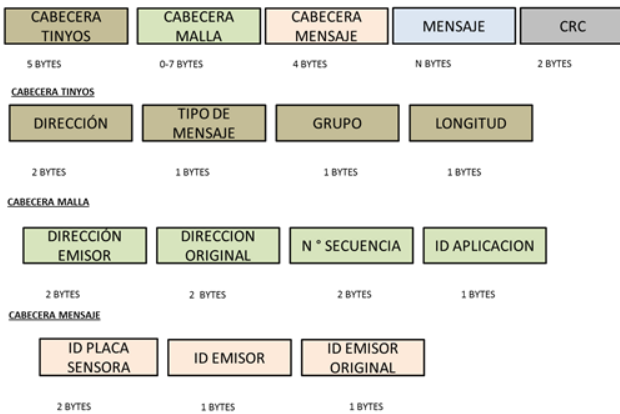 CABECERA
TINYOS
CABECERA
MALLA
CABECERA
MENSAJE
MENSAJE
CRC
5 BYTES
0-7 BYTES
4 BYTES
N BYTES
2 BYTE
CABECERA TINYOS
DIRECCIÓN
TIPO DE
MENSAJE
GRUPO
LONGITUD
2 BYTES
1 BYTES
1 BYTES
1 BYTES
CABECERA MALLA
DIRECCIÓN
EMISOR
DIRECCION
ORIGINAL
N ° SECUENCIA
ID APLICACION
2 BYTES
2 BYTES
2 BYTES
1 BYTES
CABECERA MENSAJE
ID PLACA
SENSORA
ID EMISOR
ID EMISOR
ORIGINAL
2 BYTES
1 BYTES
1 BYTES